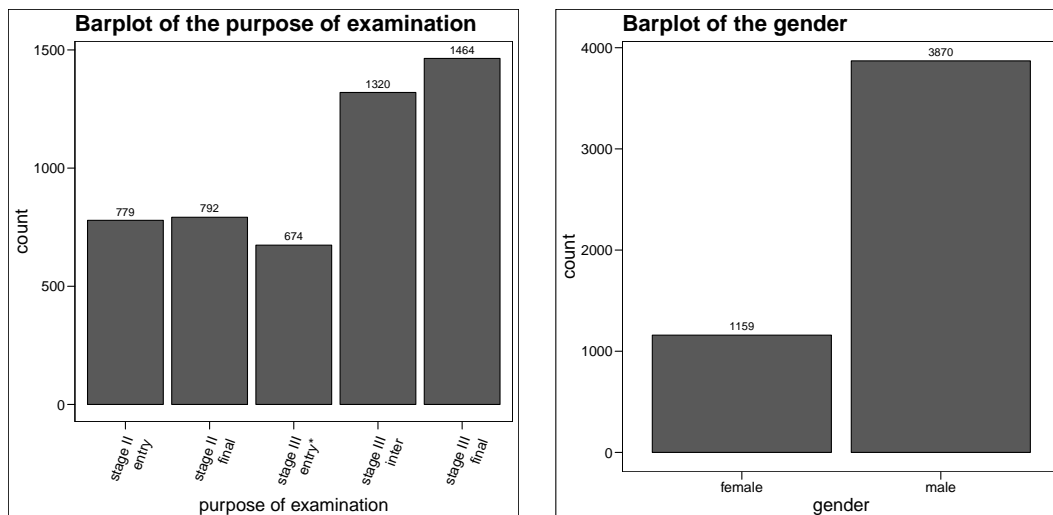 Barplot of the purpose of examination
1500
1000
500
0
count
779
792
674
1320
1464
stage II
entry
stage II
final
stage III
entry*
stage III
inter
stage III
final
purpose of examination
Barplot of the gender
4000
3000
2000
1000
0
count
1159
3870
female
male
gender